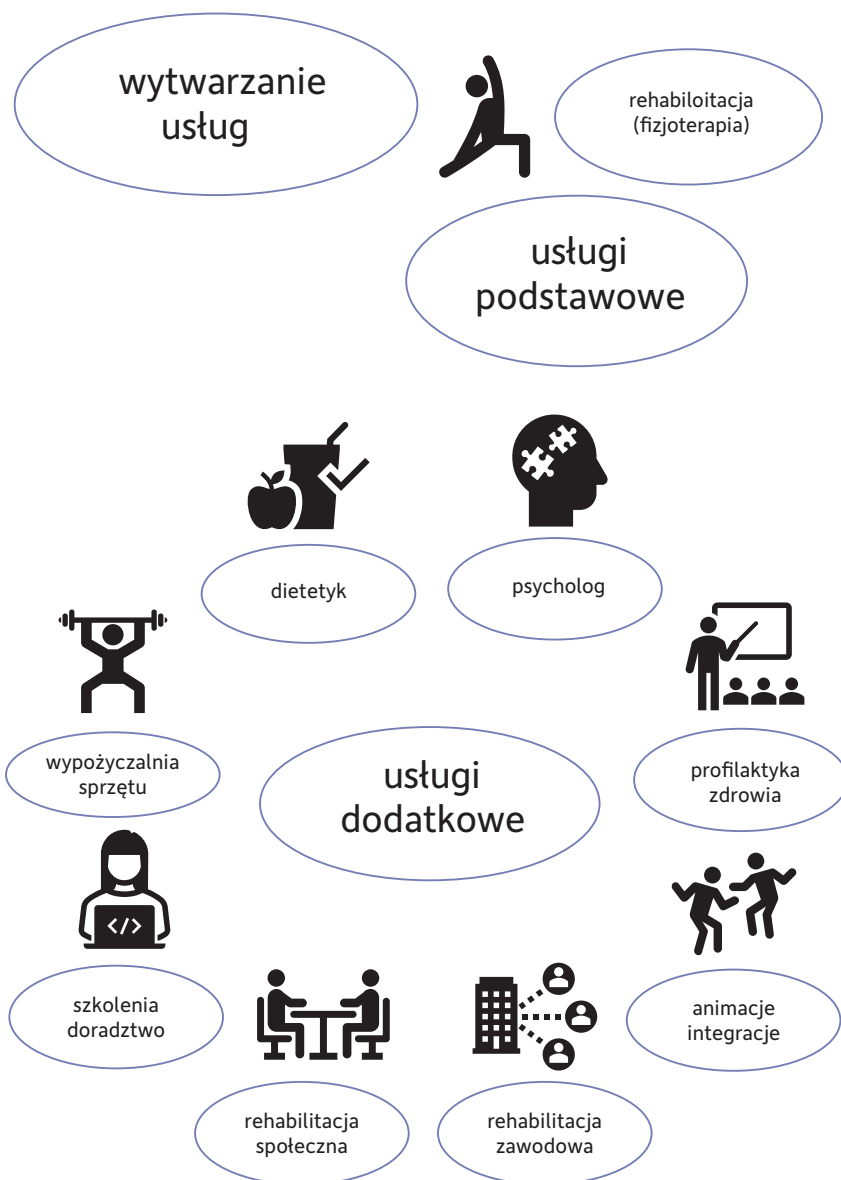 wytwarzanie
usług
rehabiloitacja
(fizjoterapia)
usługi
podstawowe
dietetyk
psycholog
wypożyczalnia
sprzętu
usługi
dodatkowe
profilaktyka
zdrowia
</>
szkolenia
doradztwo
animacje
integracje
rehabilitacja
społeczna
rehabilitacja
zawodowa